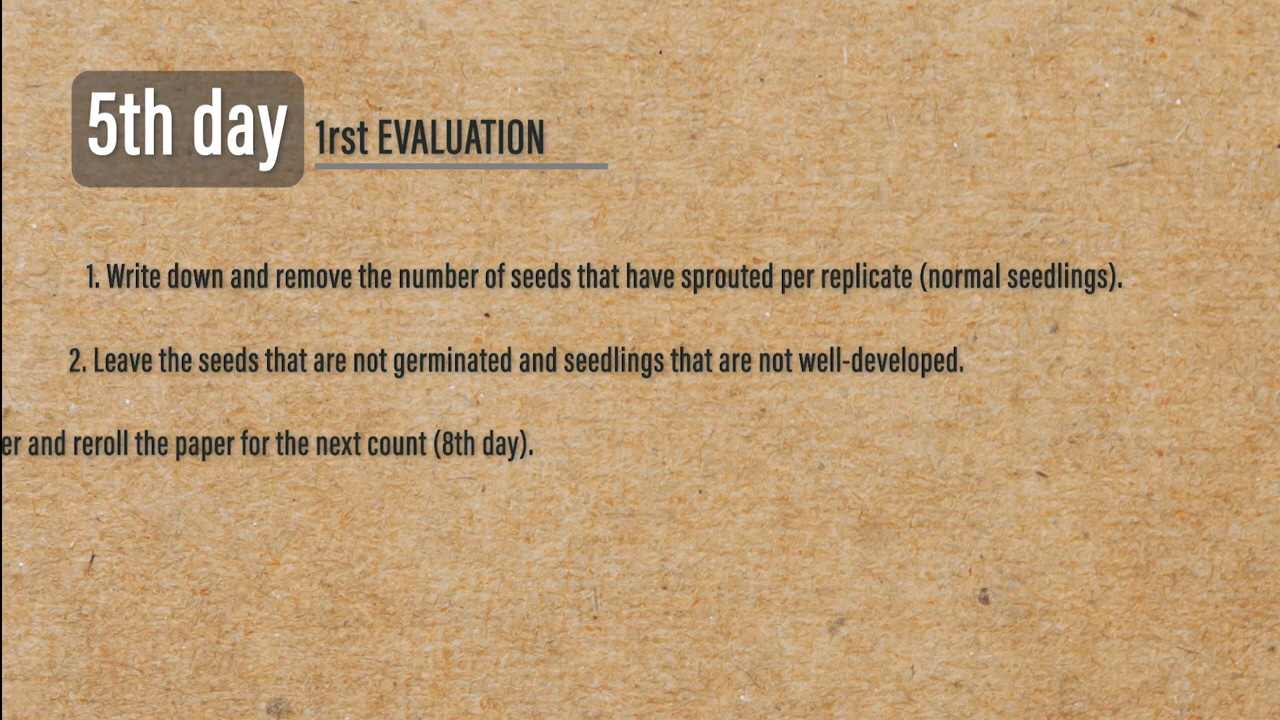 5th day 1rst EVALUATION
1. Write down and remove the number of seeds that have sprouted per replicate (normal seedlings).
2. Leave the seeds that are not germinated and seedlings that are not well-developed.
and reroll the paper for the next count (8th day).